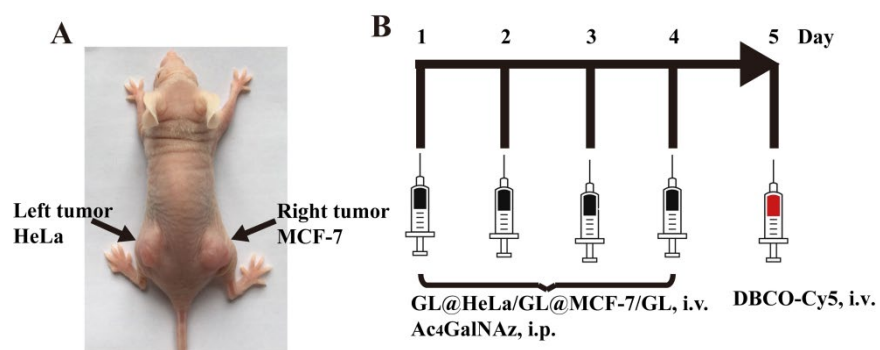 A
Left tumor
HeLa
Right tumor
MCF-7
B
1 2 3 4 5 Day
GL@HeLa/GL@MCF-7/GL, i.v.
Ac4GalNAz, i.p.
DBCO-Cy5, i.v.